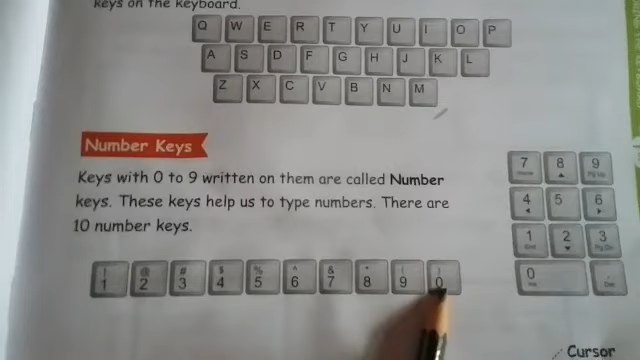 keys on the keyboard.
Q W E R T Y U I O P
A S D F G H J K L
Z X C V B N M
Number Keys
Keys with 0 to 9 written on them are called Number
keys. These keys help us to type numbers. There are
10 number keys.
7 8 9
4 5 6
1 2 3
0 .
! @ # $ % ^ & * ( )
1 2 3 4 5 6 7 8 9 0
Cursor